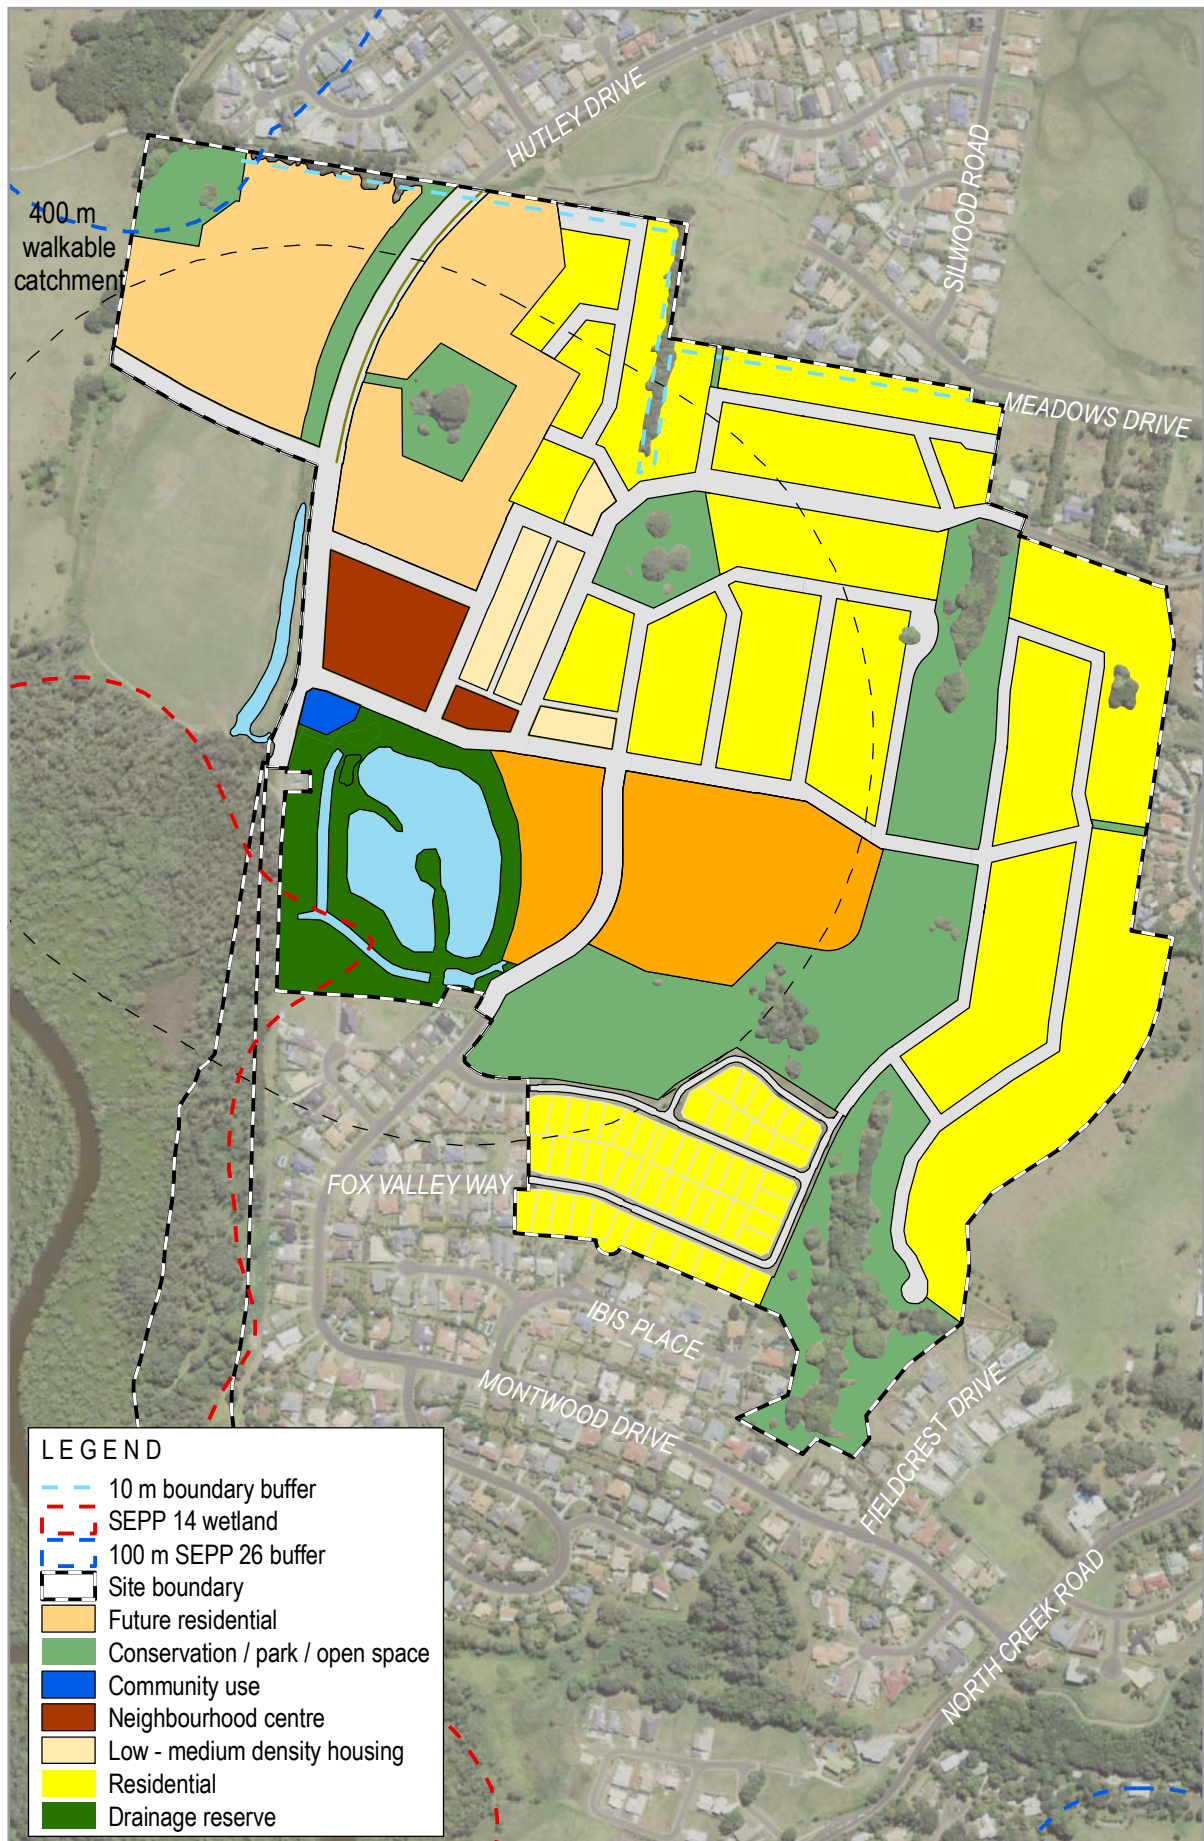 HUTLEY DRIVE
SILWOOD ROAD
400 m
walkable
catchment
MEADOWS DRIVE
FOX VALLEY WAY
IBIS PLACE
MONTWOOD DRIVE
FIELDCREST DRIVE
NORTH CREEK ROAD
LEGEND
10 m boundary buffer
SEPP 14 wetland
100 m SEPP 26 buffer
Site boundary
Future residential
Conservation / park / open space
Community use
Neighbourhood centre
Low - medium density housing
Residential
Drainage reserve